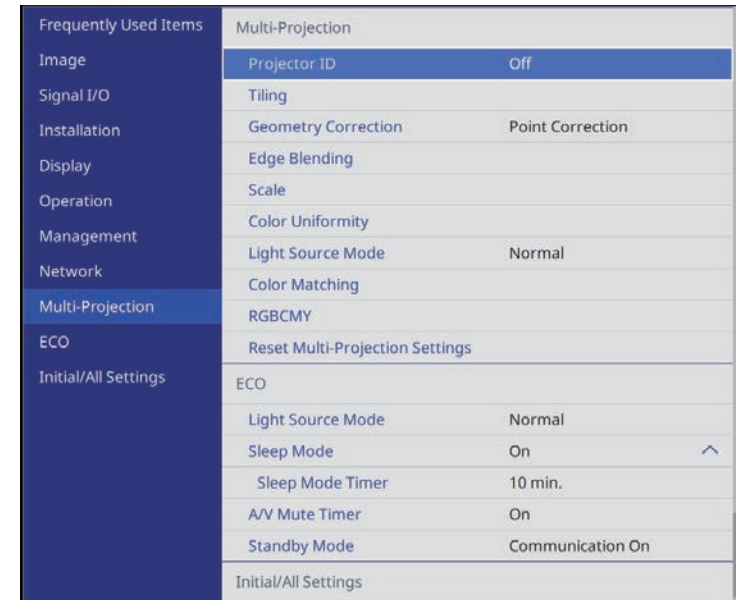 Frequently Used Items
Image
Signal I/O
Installation
Display
Operation
Management
Network
Multi-Projection
ECO
Initial/All Settings
Multi-Projection
Projector ID Off
Tiling
Geometry Correction Point Correction
Edge Blending
Scale
Color Uniformity
Light Source Mode Normal
Color Matching
RGBCMY
Reset Multi-Projection Settings
ECO
Light Source Mode Normal
Sleep Mode On
Sleep Mode Timer 10 min.
A/V Mute Timer On
Standby Mode Communication On
Initial/All Settings